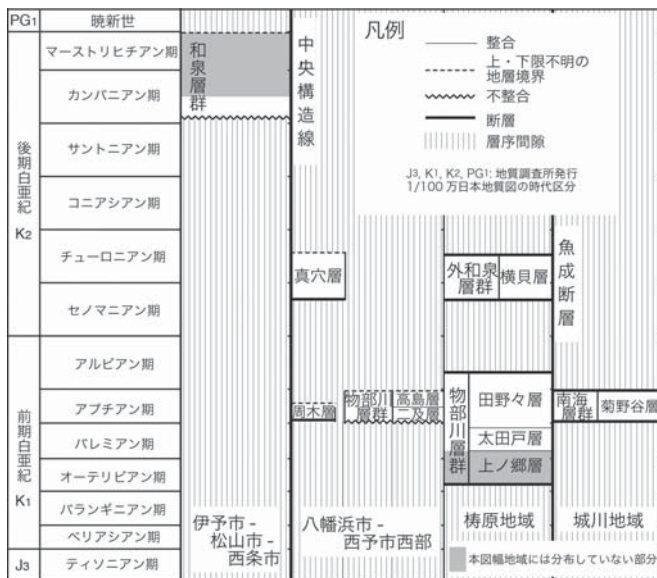 PG1
暁新世
後期白亜紀
K2
マーストリヒチアン期
カンパニアン期
サントニアン期
コニアシアン期
チューロニアン期
セノマニアン期
前期白亜紀
K1
アルビアン期
アプチアン期
バレミアン期
オーテリビアン期
バランギニアン期
ベリアシアン期
J3
ティソニアン期
和泉層群
伊予市 -
松山市 -
西条市
中央構造線
真穴層
周木層
物部川
層群
高島層
二及層
八幡浜市 -
西予市西部
外和泉
層群
横貝層
物部川層群
田野々層
太田戸層
上ノ郷層
梼原地域
魚成断層
南海
層群
菊野谷層
城川地域
凡例
整合
上・下限不明の
地層境界
不整合
断層
層序間隙
J3, K1, K2, PG1: 地質調査所発行
1/100 万日本地質図の時代区分
本図幅地域には分布していない部分